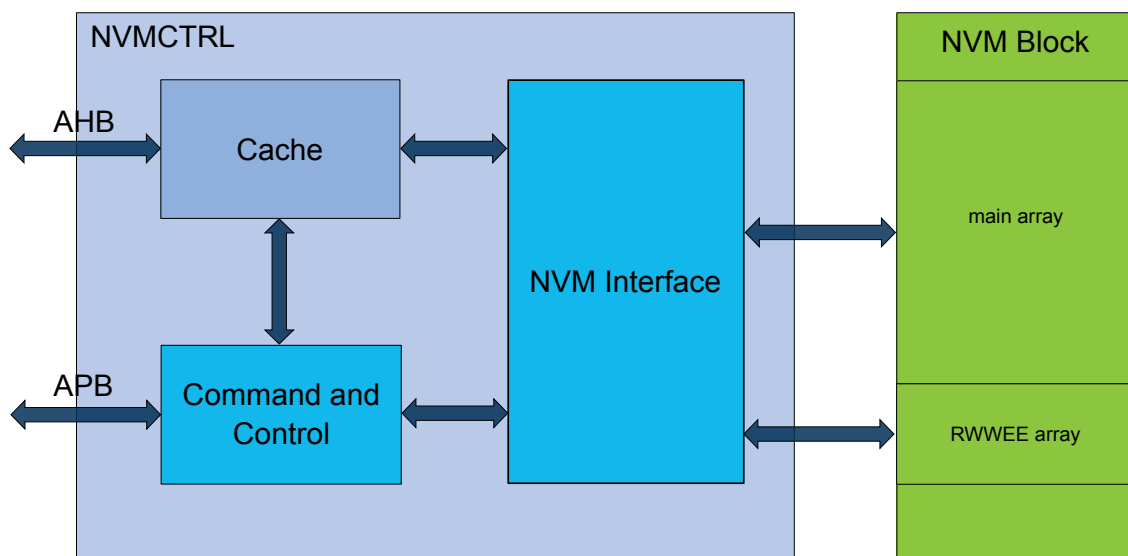 NVMCTRL
NVM Block
AHB
Cache
main array
NVM Interface
APB
Command and
Control
RWWEE array